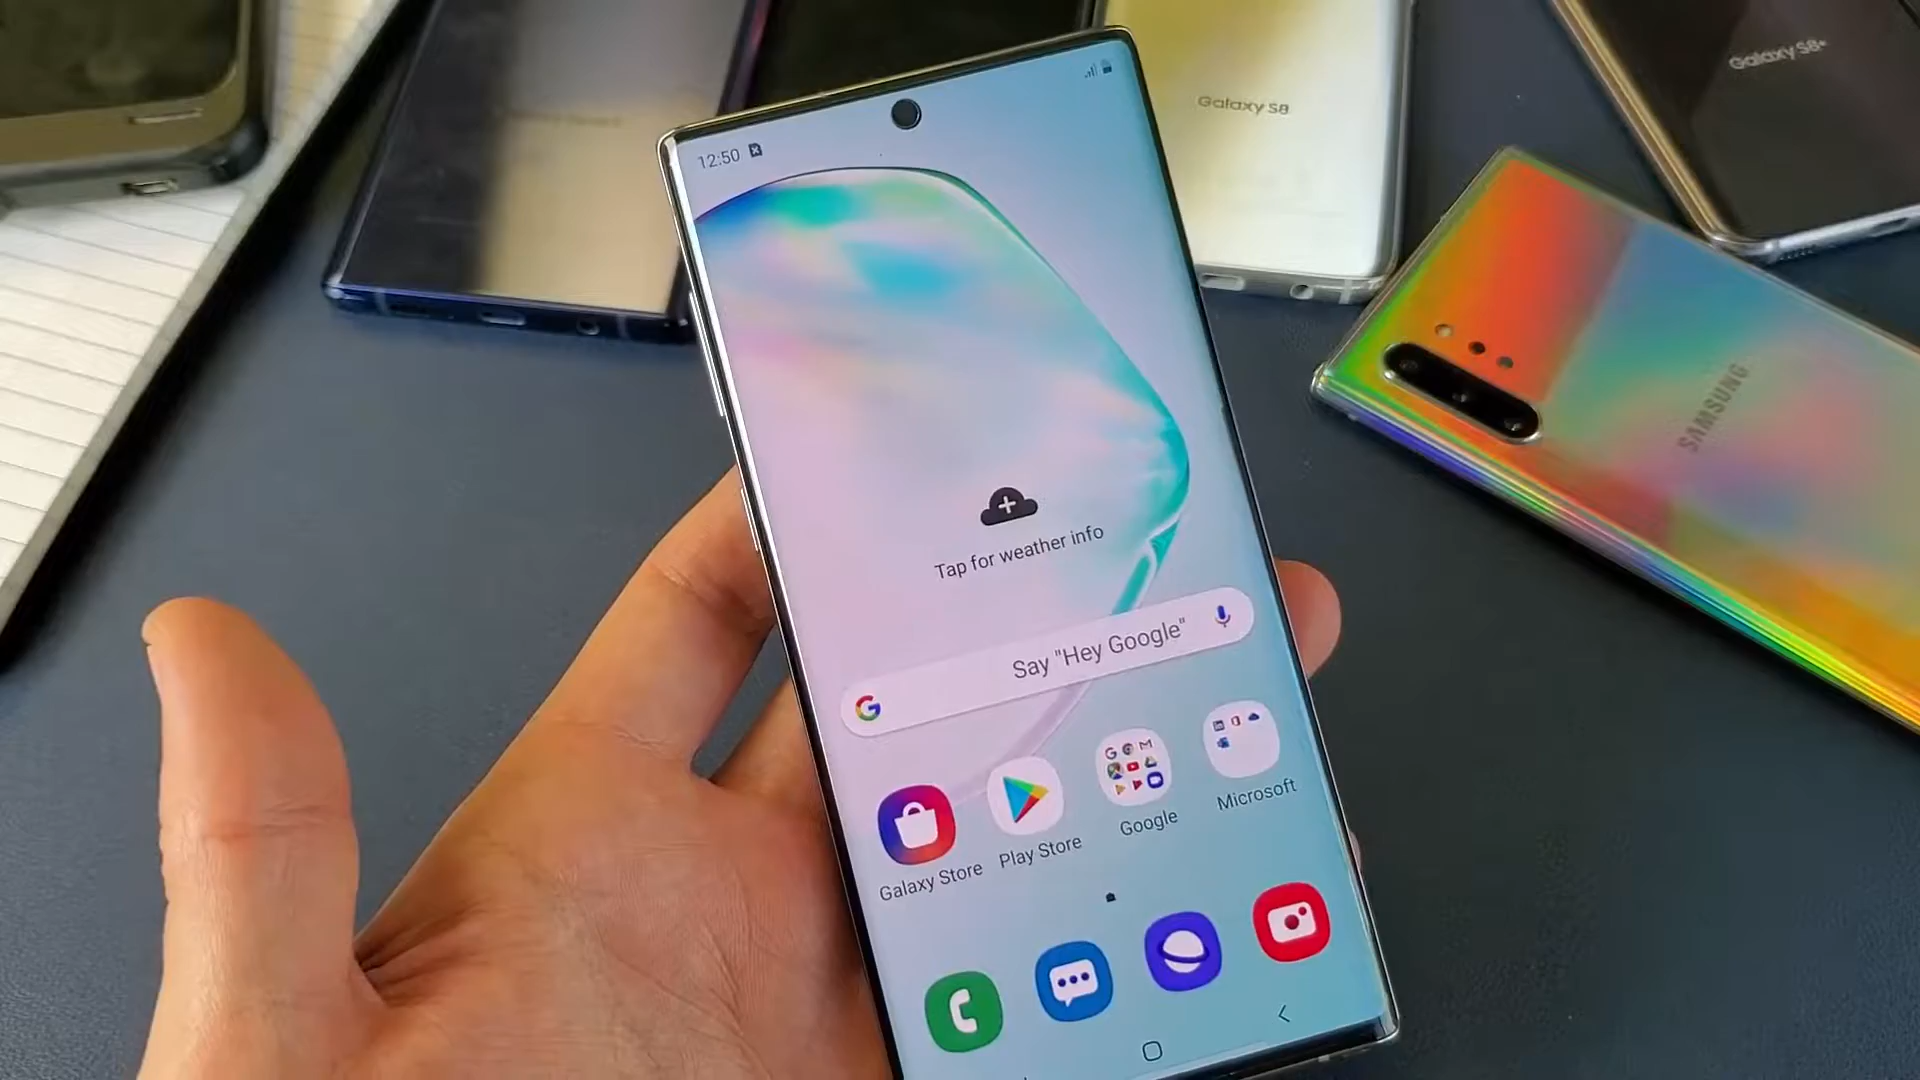 12:50
Tap for weather info
Say "Hey Google"
Galaxy Store
Play Store
Google
Microsoft
Galaxy S8
Galaxy S8+
SAMSUNG